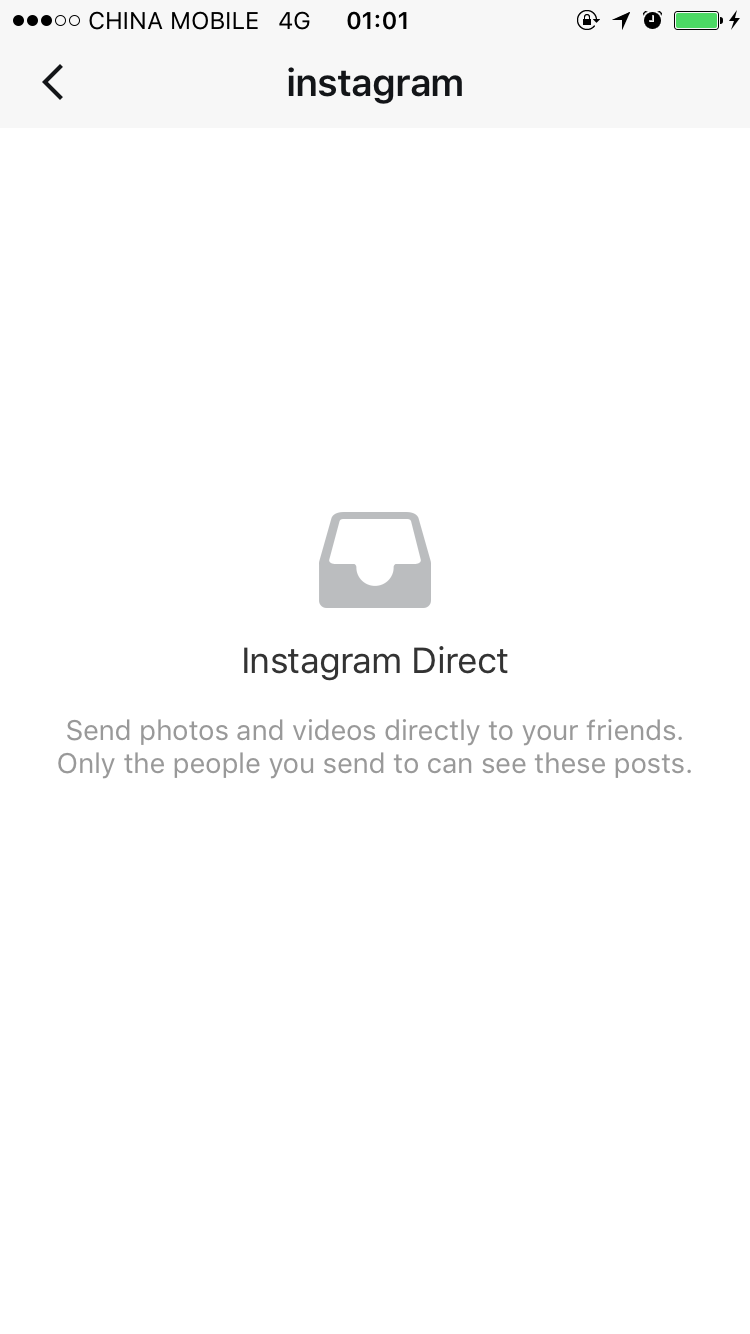 CHINA MOBILE 4G 01:01
instagram
Instagram Direct
Send photos and videos directly to your friends.
Only the people you send to can see these posts.